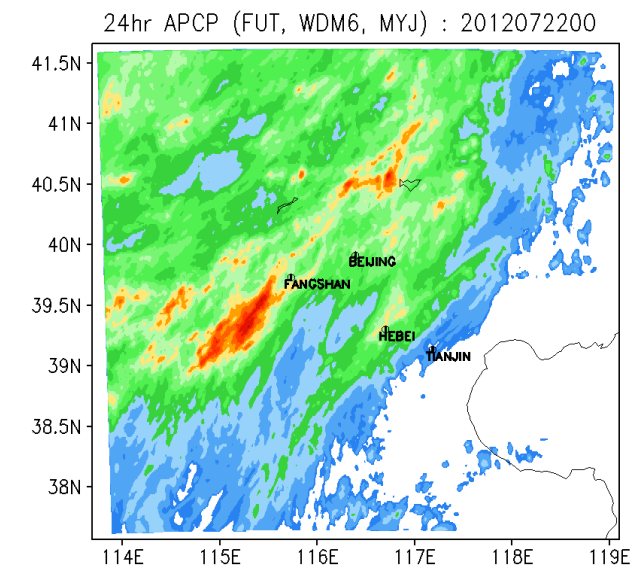 24hr APCP (FUT, WDM6, MYJ) : 2012072200
41.5N
41N
40.5N
40N
BEIJING
FANGSHAN
39.5N
HEBEI
TIANJIN
39N
38.5N
38N
114E 115E 116E 117E 118E 119E